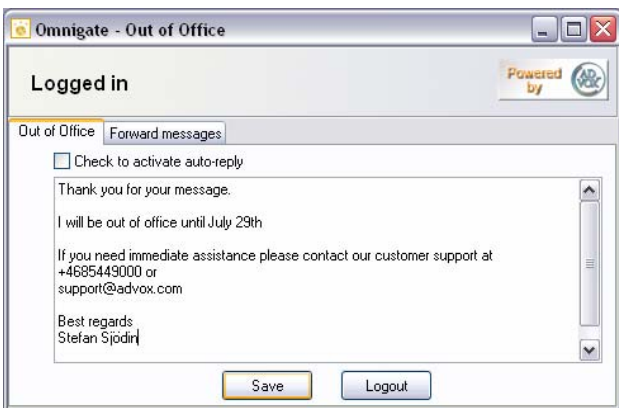 Omnigate - Out of Office
Logged in
Powered
by
AD
VOX
Out of Office
Forward messages
Check to activate auto-reply
Thank you for your message.
I will be out of office until July 29th
If you need immediate assistance please contact our customer support at
+4685449000 or
support@advox.com
Best regards
Stefan Sjödin
Save
Logout